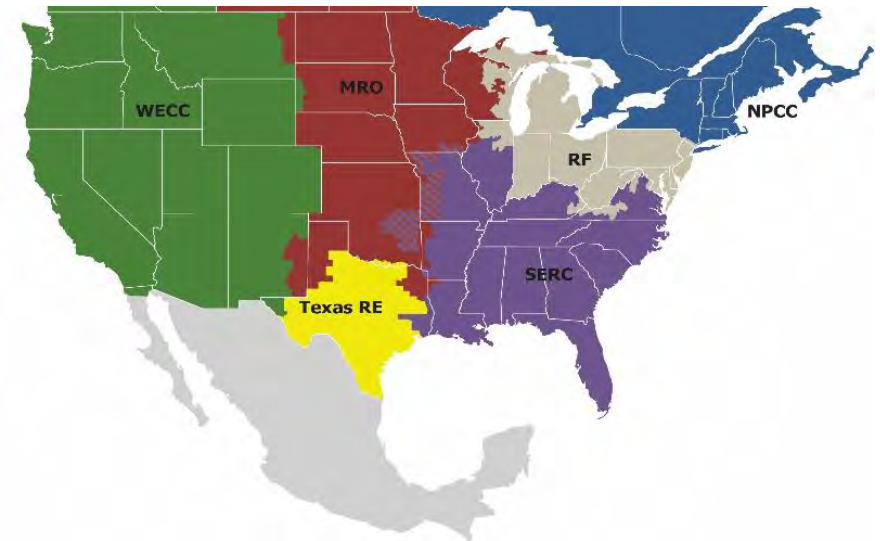 MRO
WECC
NPCC
RF
SERC
Texas RE